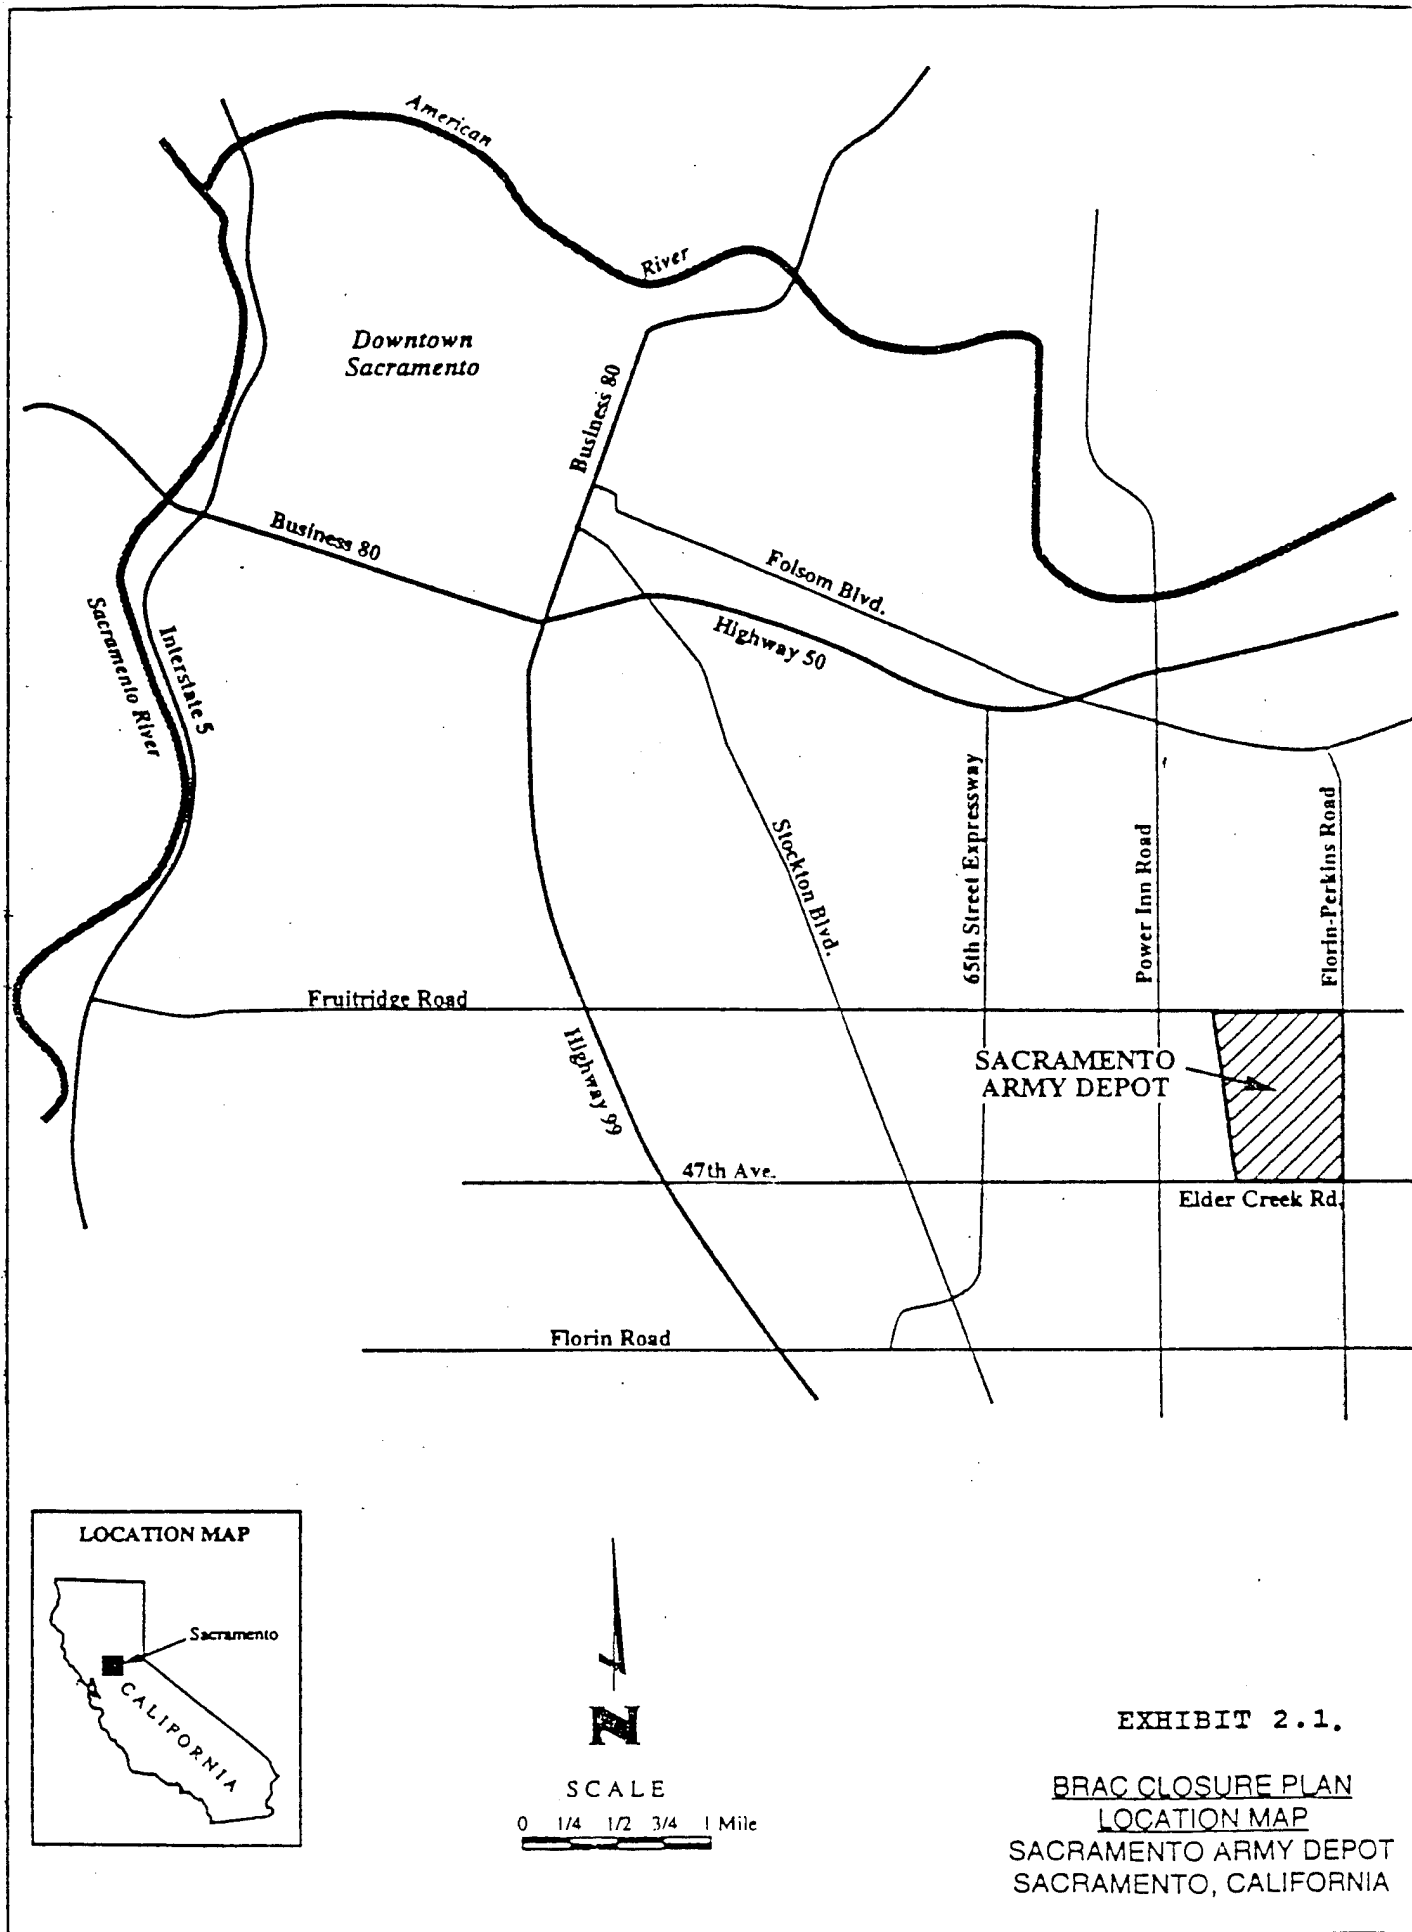 American
River
Downtown
Sacramento
Business 80
Business 80
Folsom Blvd.
Highway 50
Sacramento River
Interstate 5
Stockton Blvd.
65th Street Expressway
Power Inn Road
Florin-Perkins Road
Fruitridge Road
Highway 99
SACRAMENTO
ARMY DEPOT
47th Ave.
Elder Creek Rd.
Florin Road
LOCATION MAP
Sacramento
CALIFORNIA
N
SCALE
0 1/4 1/2 3/4 1 Mile
EXHIBIT 2.1.
BRAC CLOSURE PLAN
LOCATION MAP
SACRAMENTO ARMY DEPOT
SACRAMENTO, CALIFORNIA